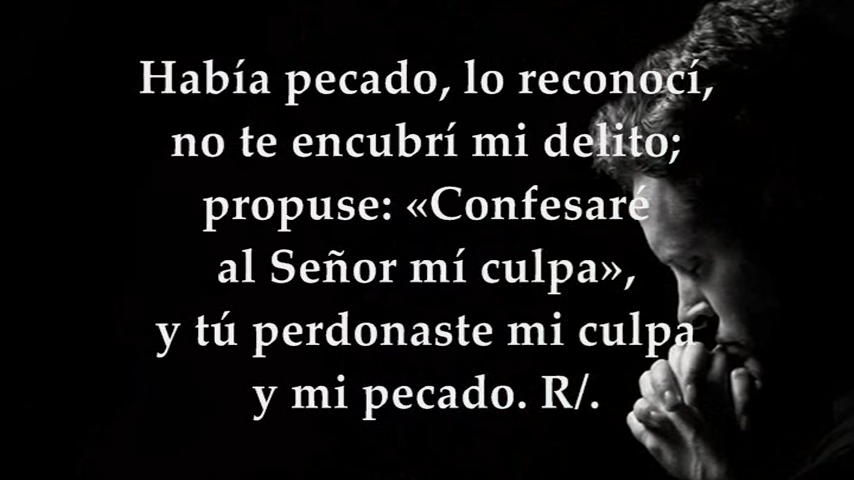 Había pecado, lo reconocí,
no te encubrí mi delito;
propuse: «Confesaré
al Señor mí culpa»,
y tú perdonaste mi culpa
y mi pecado. R/.